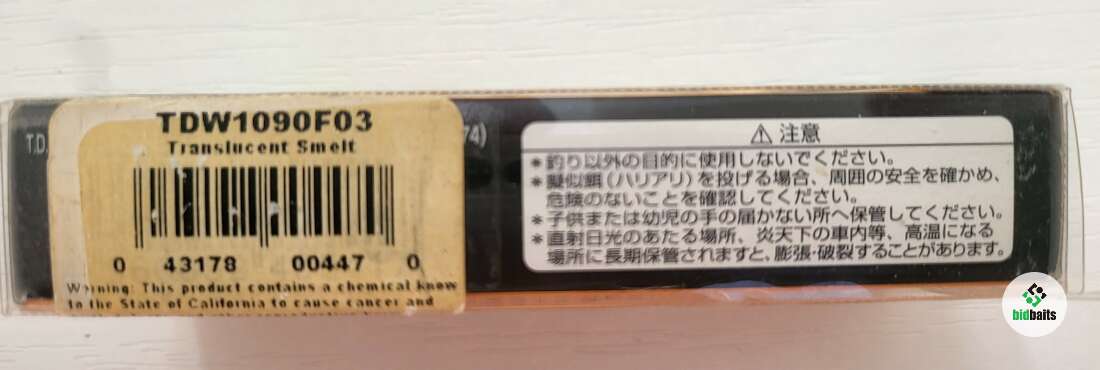 TDW1090F03
Translucent Smelt
0 43178 00447 0
Warning: This product contains a chemical know
to the State of California to cause cancer and
T.D.
74)
⚠ 注意
*釣り以外の目的に使用しないでください。
*擬似餌(ハリアリ)を投げる場合、周囲の安全を確かめ、
危険のないことを確認してください。
*子供または幼児の手の届かない所へ保管してください。
*直射日光のあたる場所、炎天下の車内等、高温になる
場所に長期保管されますと、膨張・破裂することがあります。
bidbaits